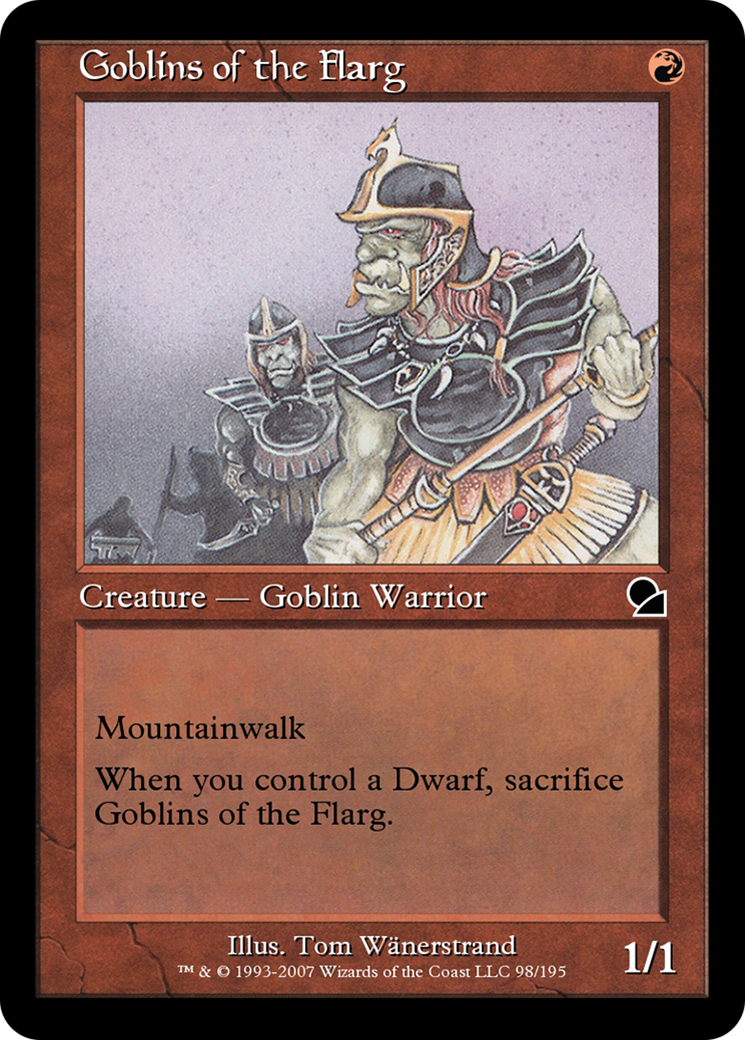 Goblins of the Flarg
TW
Creature — Goblin Warrior
Mountainwalk
When you control a Dwarf, sacrifice
Goblins of the Flarg.
Illus. Tom Wänerstrand
™ & © 1993-2007 Wizards of the Coast LLC 98/195
1/1